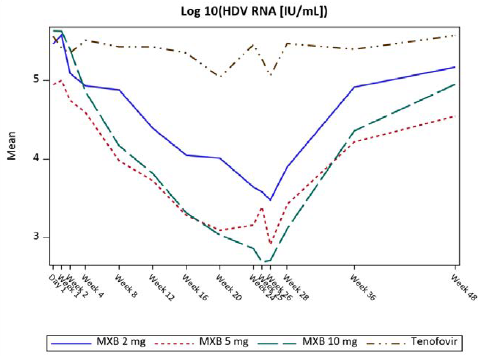 Log 10(HDV RNA [IU/mL])
5
4
3
Mean
Day 1
Week 1
Week 2
Week 4
Week 8
Week 12
Week 16
Week 20
Week 24
Week 26
Week 28
Week 36
Week 48
MXB 2 mg MXB 5 mg MXB 10 mg Tenofovir